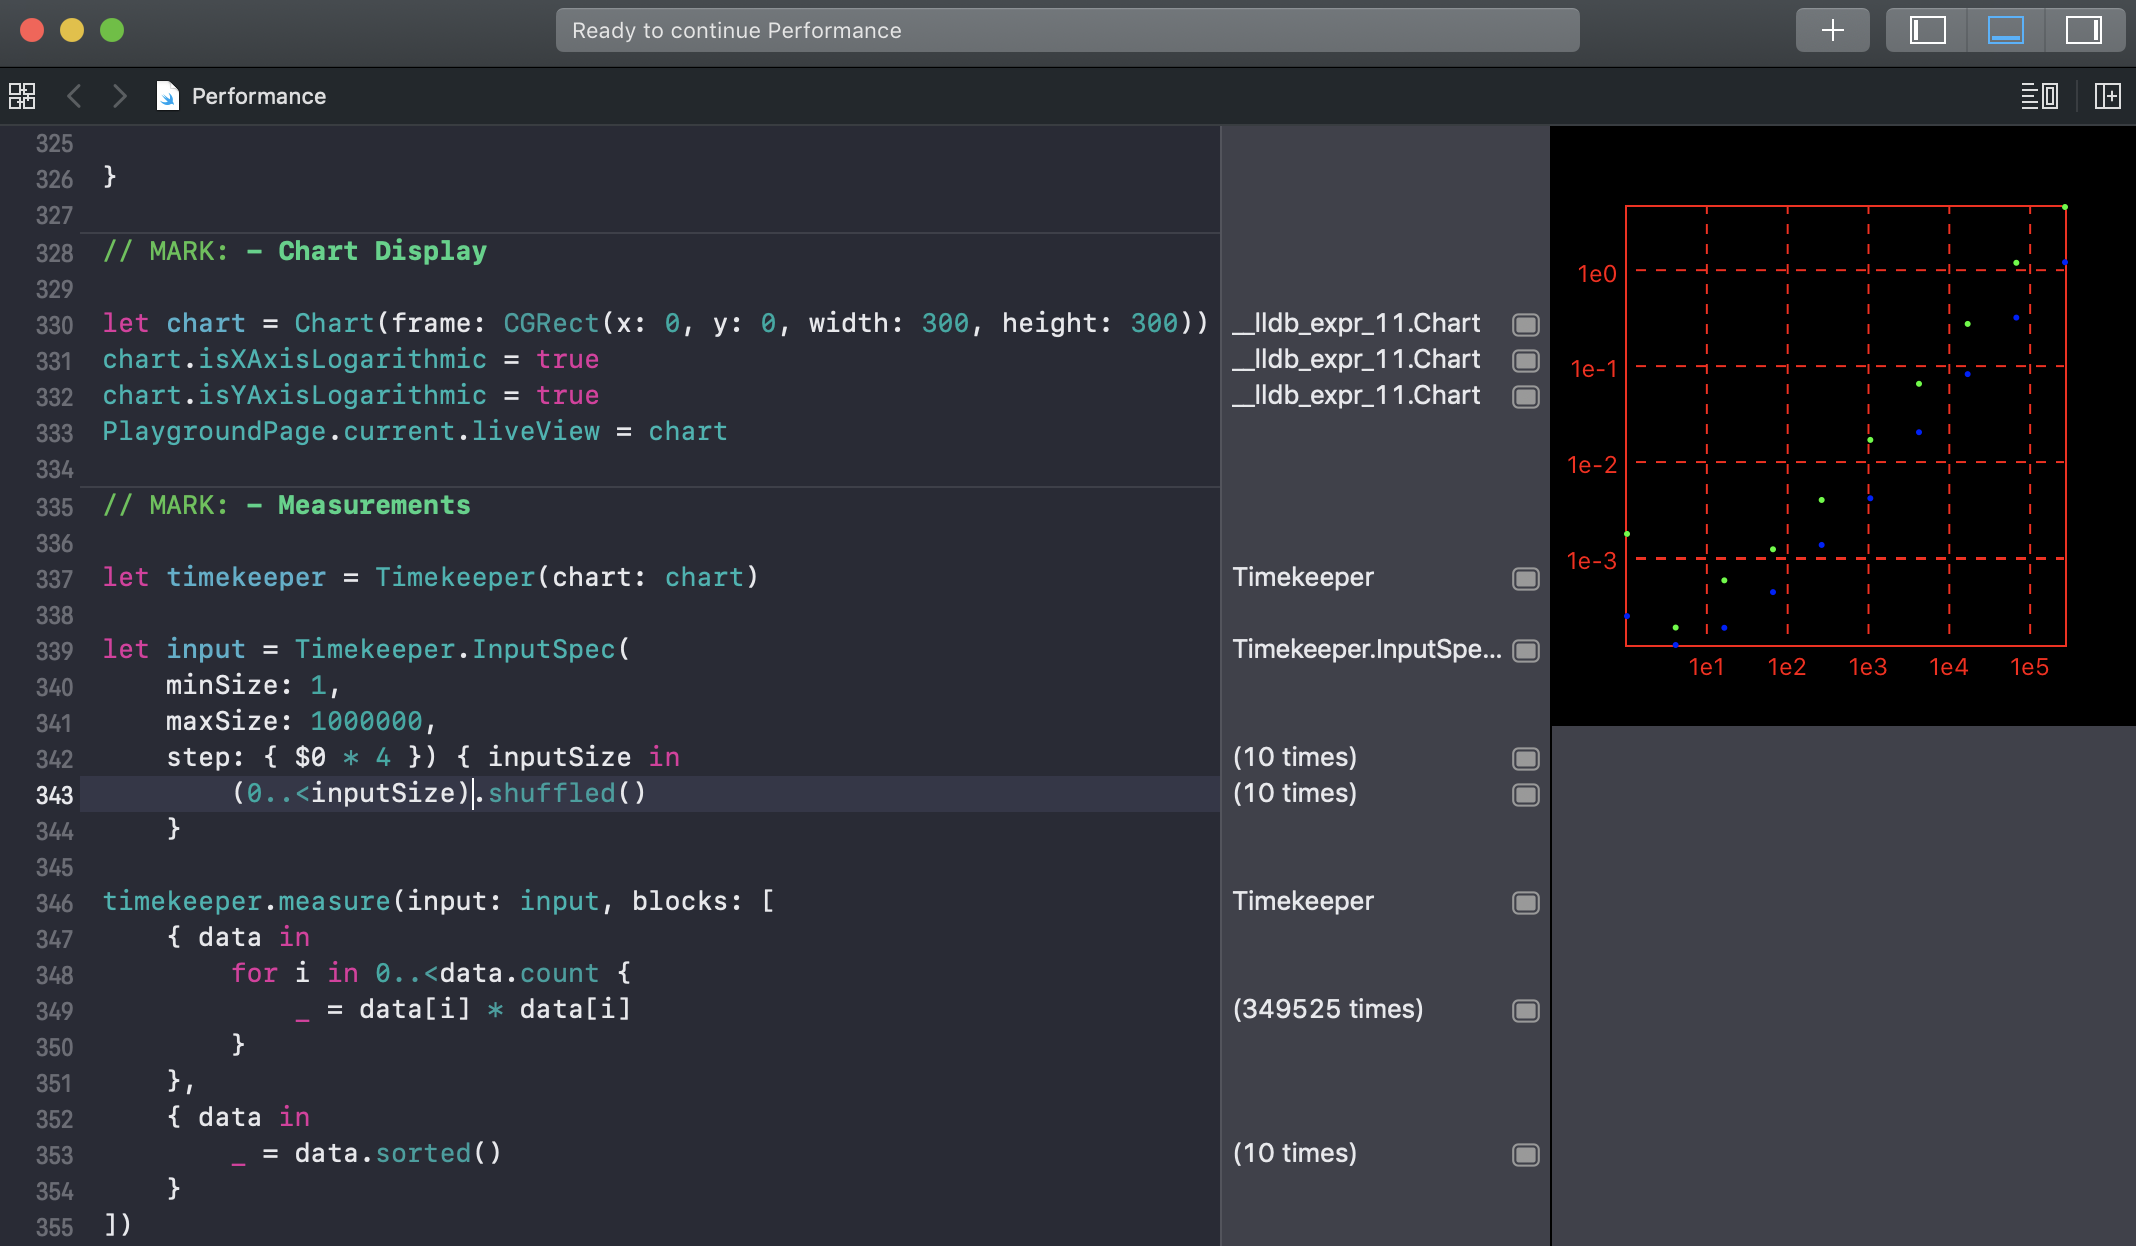 Ready to continue Performance
Performance
325
326 }
327
328 // MARK: - Chart Display
329
330 let chart = Chart(frame: CGRect(x: 0, y: 0, width: 300, height: 300)) __lldb_expr_11.Chart
331 chart.isXAxisLogarithmic = true __lldb_expr_11.Chart
332 chart.isYAxisLogarithmic = true __lldb_expr_11.Chart
333 PlaygroundPage.current.liveView = chart
334
335 // MARK: - Measurements
336
337 let timekeeper = Timekeeper(chart: chart) Timekeeper
338
339 let input = Timekeeper.InputSpec( Timekeeper.InputSpe...
340 minSize: 1,
341 maxSize: 1000000,
342 step: { $0 * 4 }) { inputSize in (10 times)
343 (0..<inputSize).shuffled() (10 times)
344 }
345
346 timekeeper.measure(input: input, blocks: [ Timekeeper
347 { data in
348 for i in 0..<data.count {
349 _ = data[i] * data[i] (349525 times)
350 }
351 },
352 { data in
353 _ = data.sorted() (10 times)
354 }
355 ])
1e0
1e-1
1e-2
1e-3
1e1 1e2 1e3 1e4 1e5